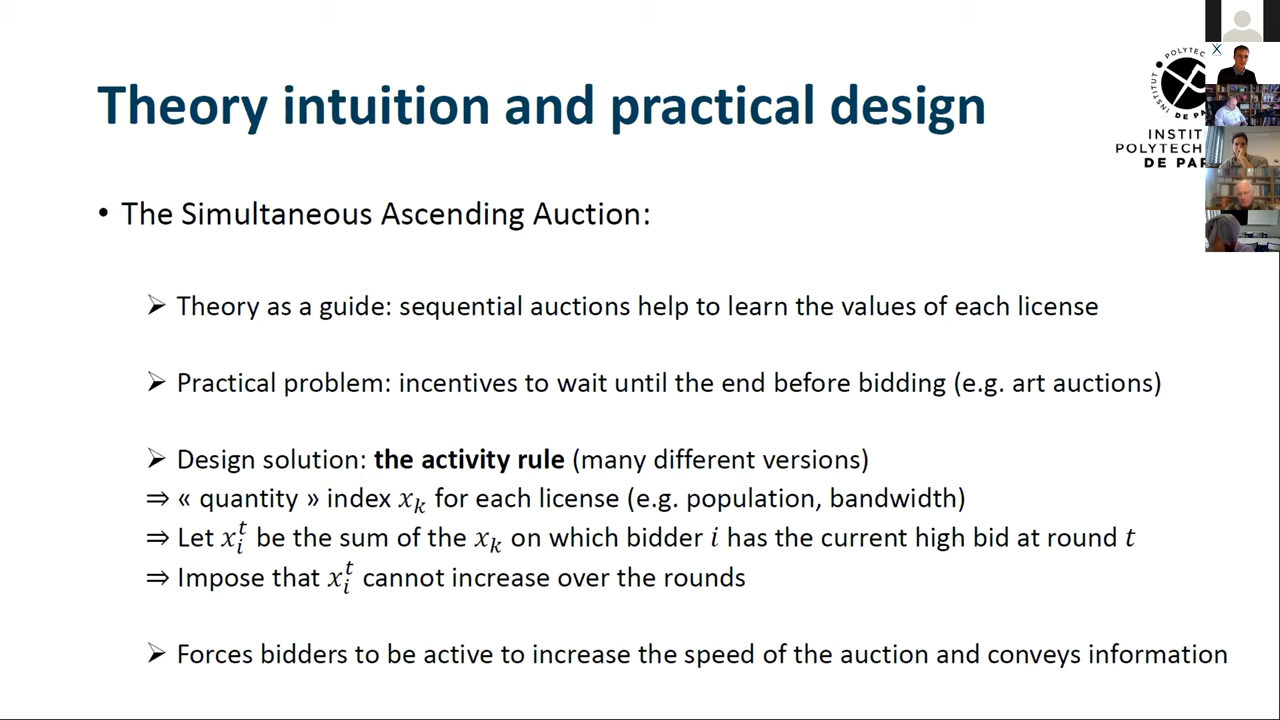 Theory intuition and practical design
POLYTEC
INSTITUT
DE PA
INSTIT
POLYTECH
DE PAR
• The Simultaneous Ascending Auction:
➢ Theory as a guide: sequential auctions help to learn the values of each license
➢ Practical problem: incentives to wait until the end before bidding (e.g. art auctions)
➢ Design solution: the activity rule (many different versions)
⇒ « quantity » index $x_k$ for each license (e.g. population, bandwidth)
⇒ Let $x_i^t$ be the sum of the $x_k$ on which bidder $i$ has the current high bid at round $t$
⇒ Impose that $x_i^t$ cannot increase over the rounds
➢ Forces bidders to be active to increase the speed of the auction and conveys information